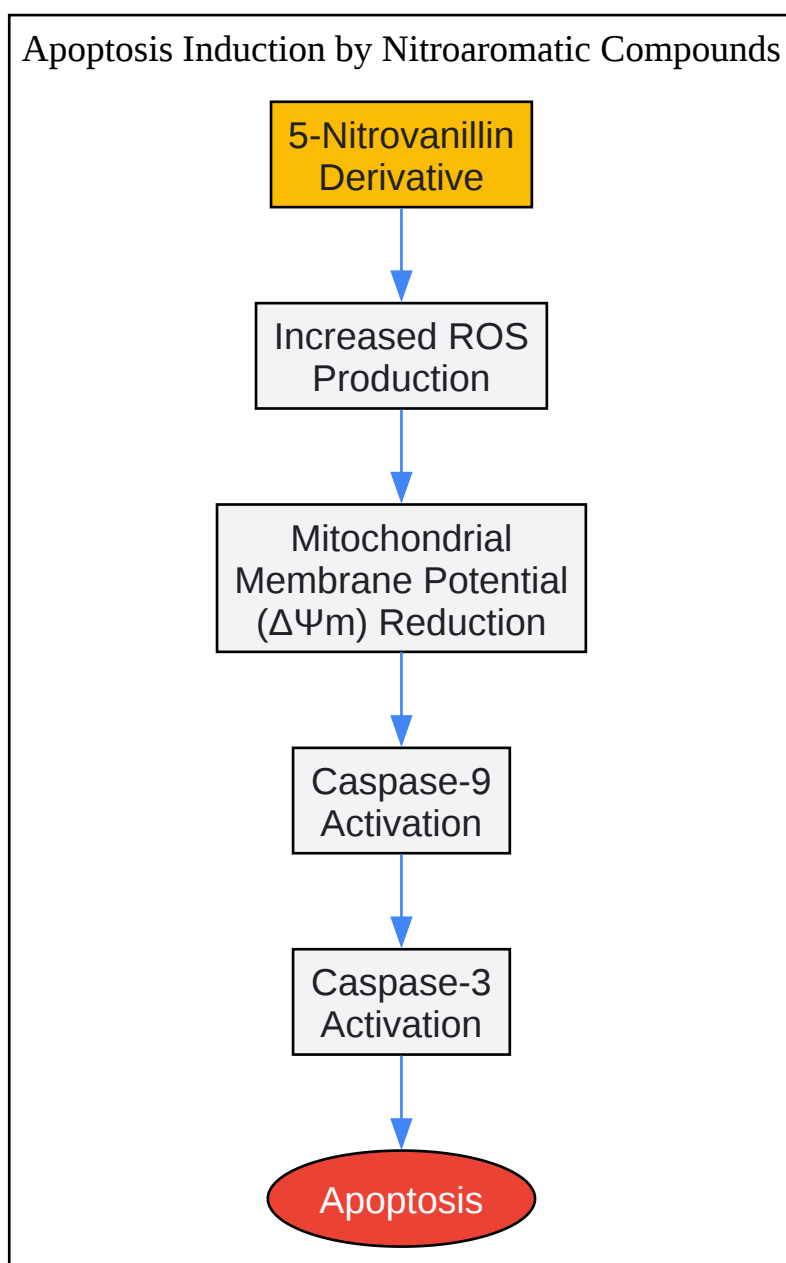 Apoptosis Induction by Nitroaromatic Compounds
5-Nitrovanillin
Derivative
Increased ROS
Production
Mitochondrial
Membrane Potential
(ΔΨm) Reduction
Caspase-9
Activation
Caspase-3
Activation
Apoptosis